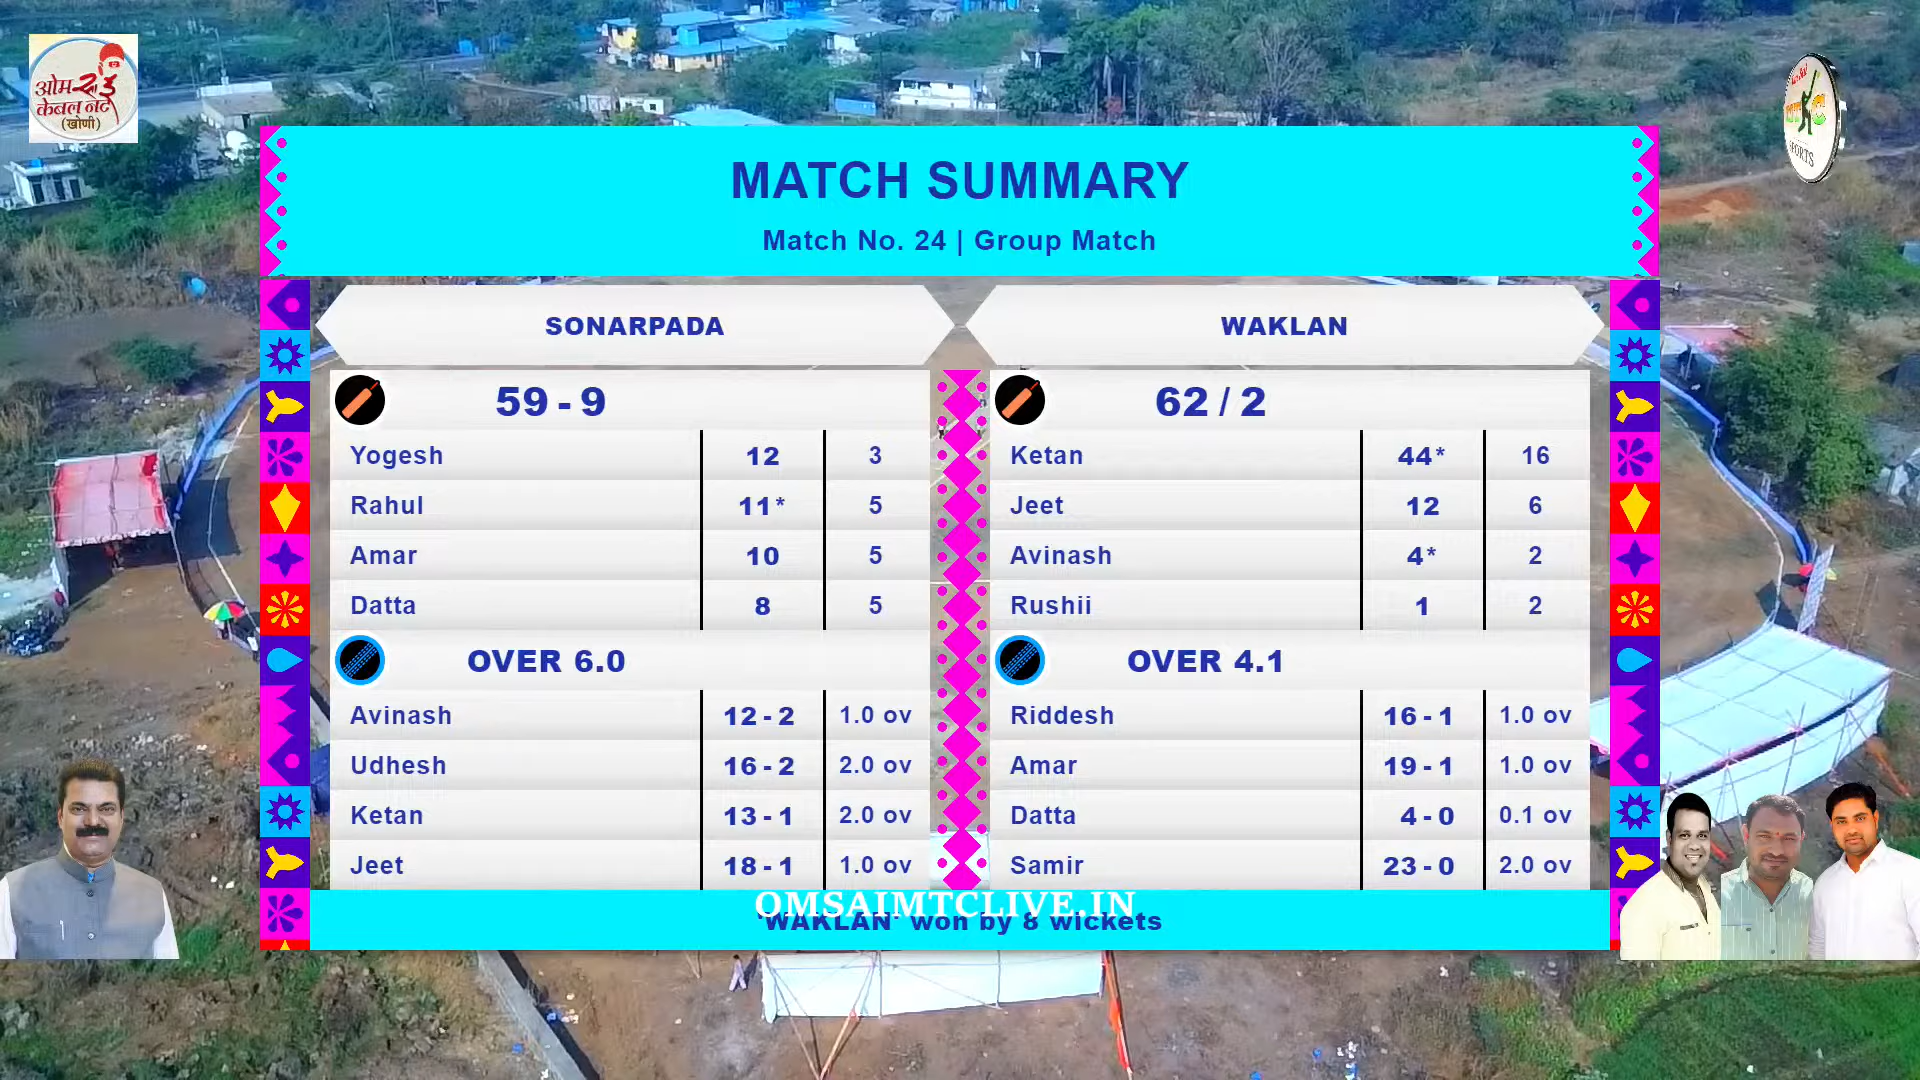 ओम साई
केबल नेट
(खोणी)
SPORTS
MATCH SUMMARY
Match No. 24 | Group Match
SONARPADA
59 - 9
Yogesh 12 3
Rahul 11* 5
Amar 10 5
Datta 8 5
OVER 6.0
Avinash 12 - 2 1.0 ov
Udhesh 16 - 2 2.0 ov
Ketan 13 - 1 2.0 ov
Jeet 18 - 1 1.0 ov
WAKLAN
62 / 2
Ketan 44* 16
Jeet 12 6
Avinash 4* 2
Rushii 1 2
OVER 4.1
Riddesh 16 - 1 1.0 ov
Amar 19 - 1 1.0 ov
Datta 4 - 0 0.1 ov
Samir 23 - 0 2.0 ov
OMSAIMTCLIVE.IN
'WAKLAN' won by 8 wickets